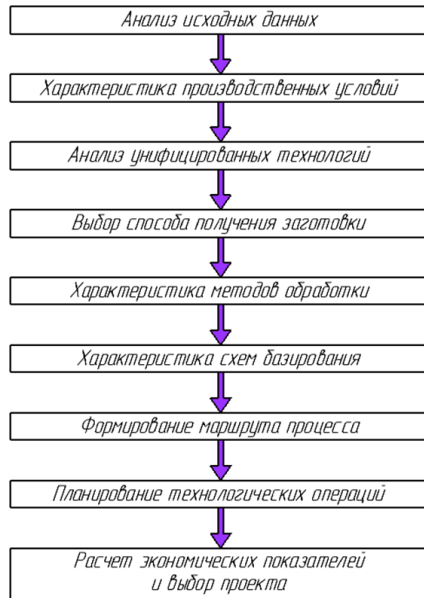 Анализ исходных данных
Характеристика производственных условий
Анализ унифицированных технологий
Выбор способа получения заготовки
Характеристика методов обработки
Характеристика схем базирования
Формирование маршрута процесса
Планирование технологических операций
Расчет экономических показателей
и выбор проекта